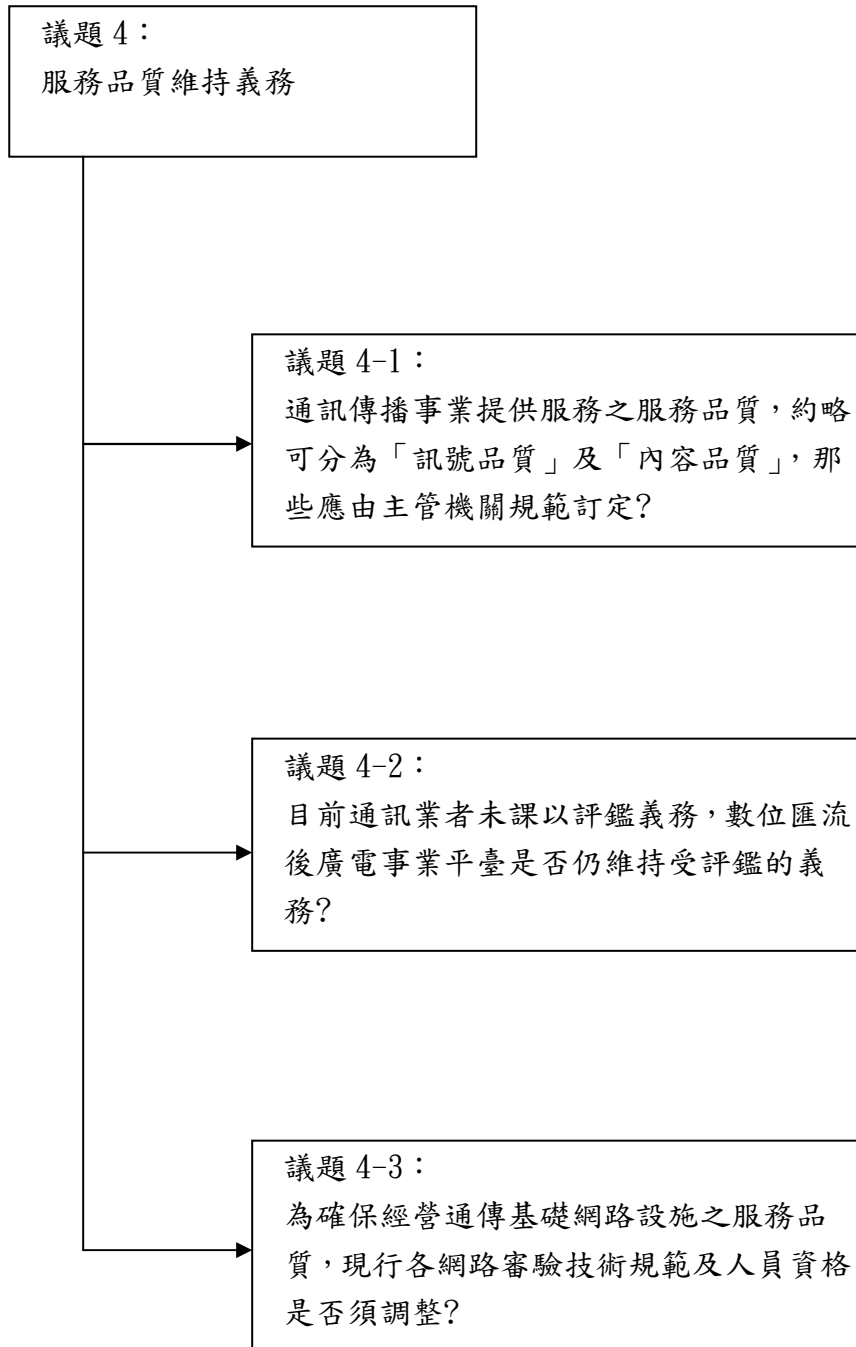 議題 4：
服務品質維持義務
議題 4-1：
通訊傳播事業提供服務之服務品質，約略
可分為「訊號品質」及「內容品質」，那
些應由主管機關規範訂定?
議題 4-2：
目前通訊業者未課以評鑑義務，數位匯流
後廣電事業平臺是否仍維持受評鑑的義
務?
議題 4-3：
為確保經營通傳基礎網路設施之服務品
質，現行各網路審驗技術規範及人員資格
是否須調整?